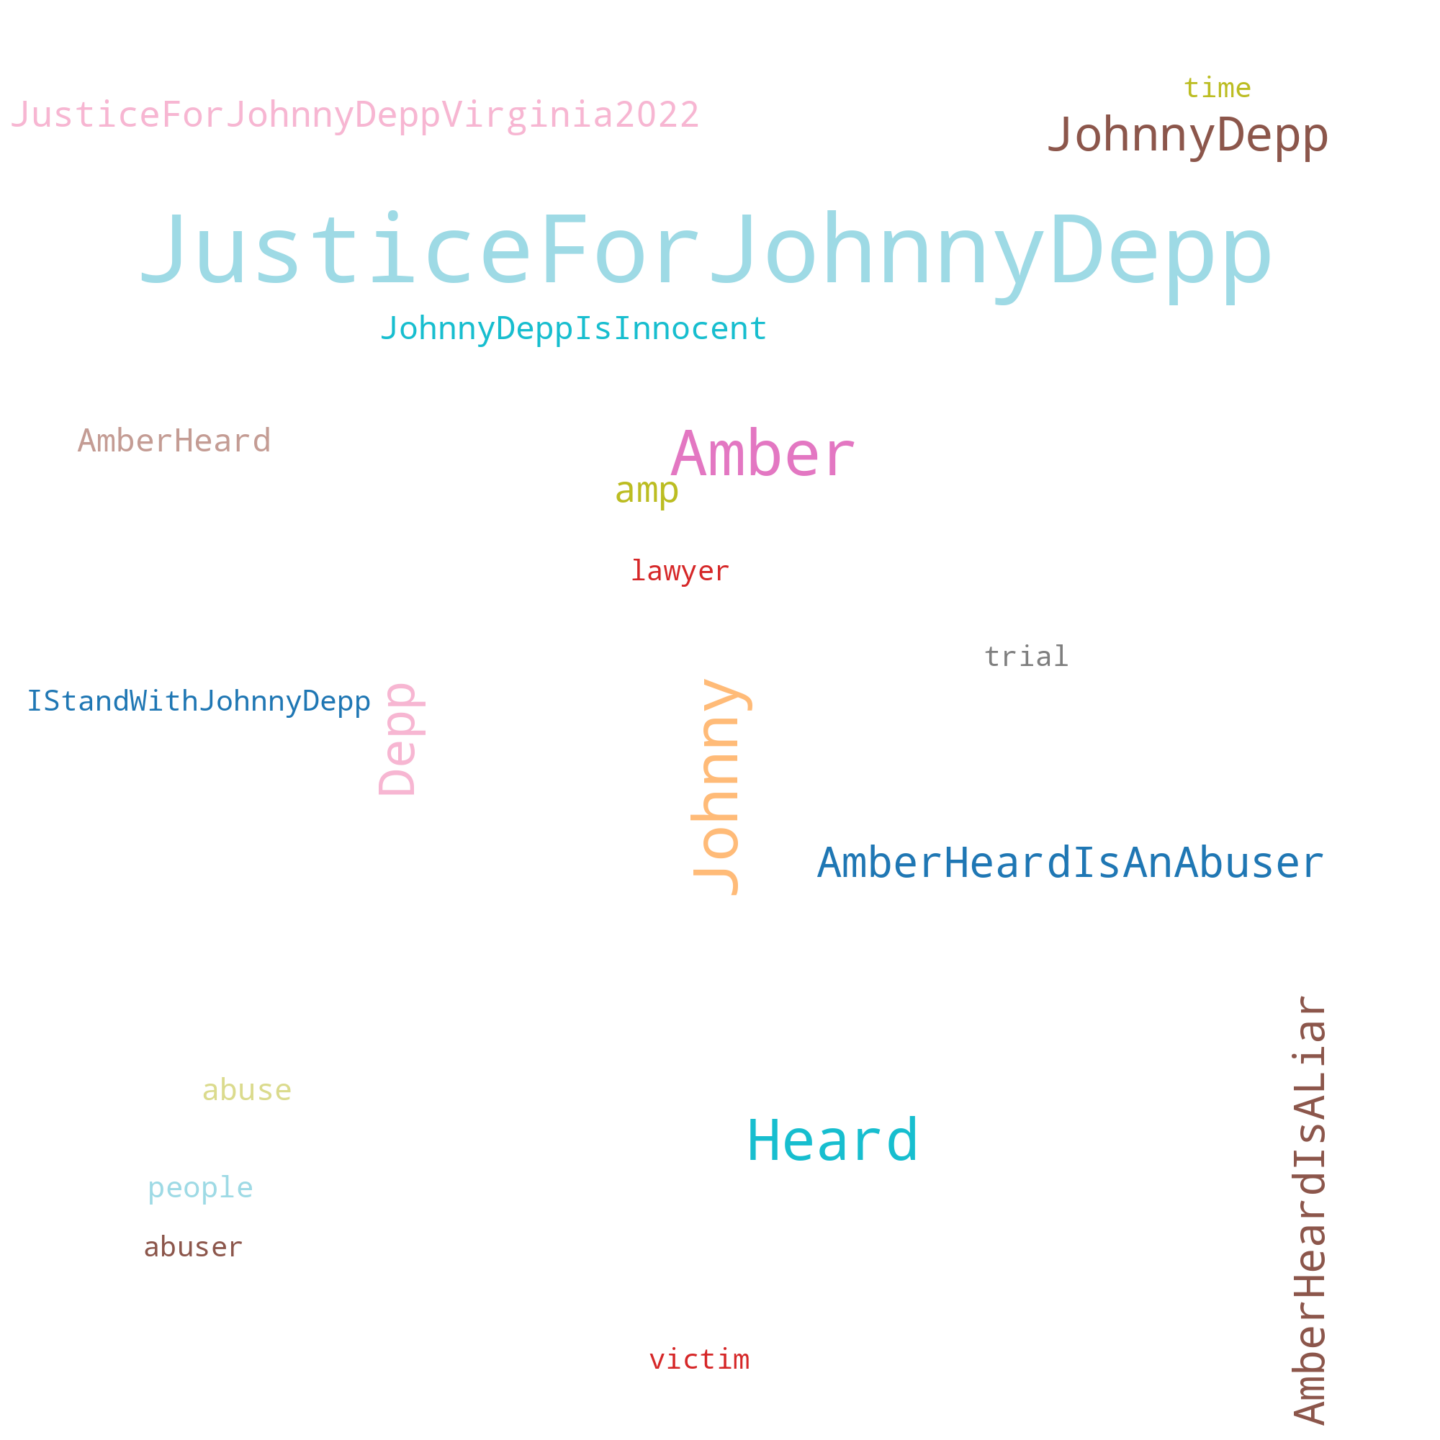 time
JusticeForJohnnyDeppVirginia2022
JohnnyDepp
JusticeForJohnnyDepp
JohnnyDeppIsInnocent
AmberHeard
Amber
amp
lawyer
trial
IStandWithJohnnyDepp
Depp
Johnny
AmberHeardIsAnAbuser
abuse
Heard
AmberHeardIsALiar
people
abuser
victim